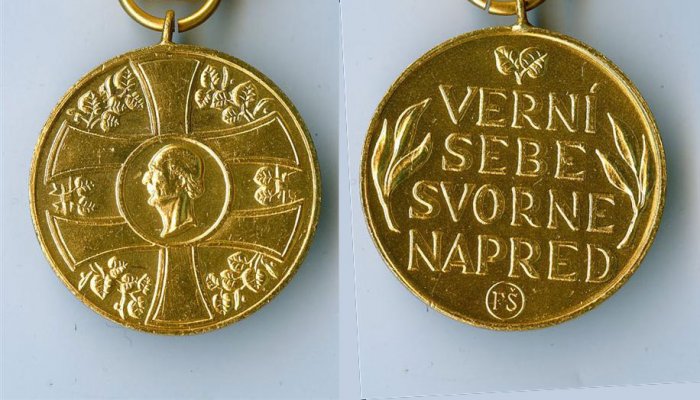 VERNÍ
SEBE
SVORNE
NAPRED
FŠ